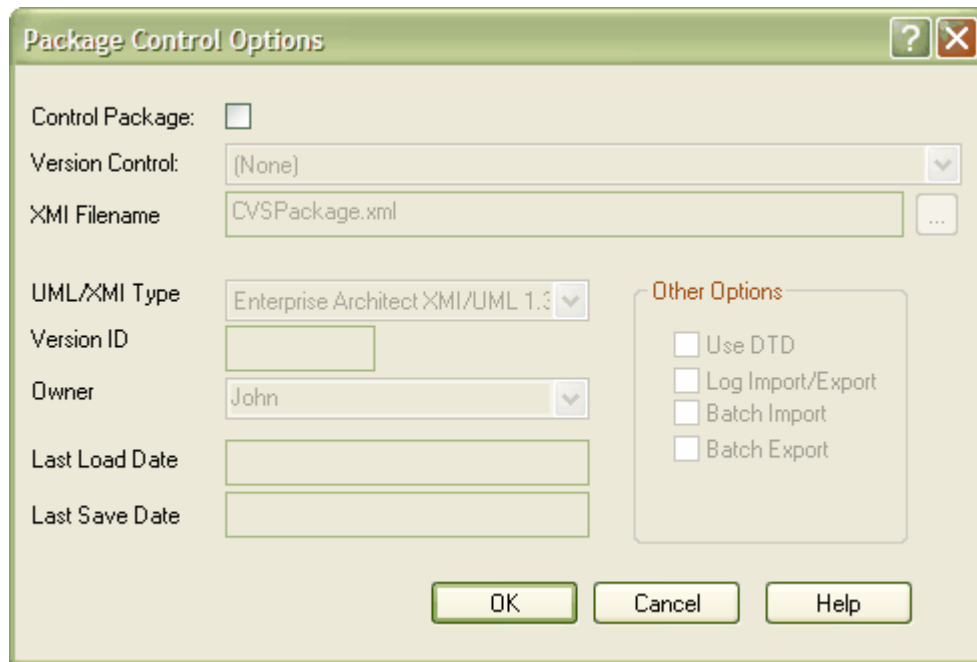 Package Control Options
Control Package:
Version Control: (None)
XMI Filename CVSPackage.xml ...
UML/XMI Type Enterprise Architect XMI/UML 1.3
Other Options
Version ID
Use DTD
Owner John
Log Import/Export
Batch Import
Batch Export
Last Load Date
Last Save Date
OK Cancel Help